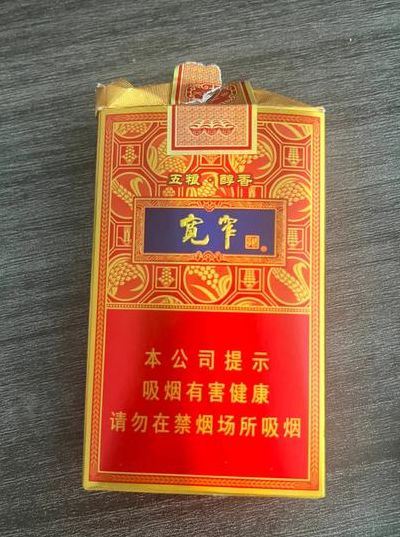 五粮·醇香
宽窄
本公司提示
吸烟有害健康
请勿在禁烟场所吸烟